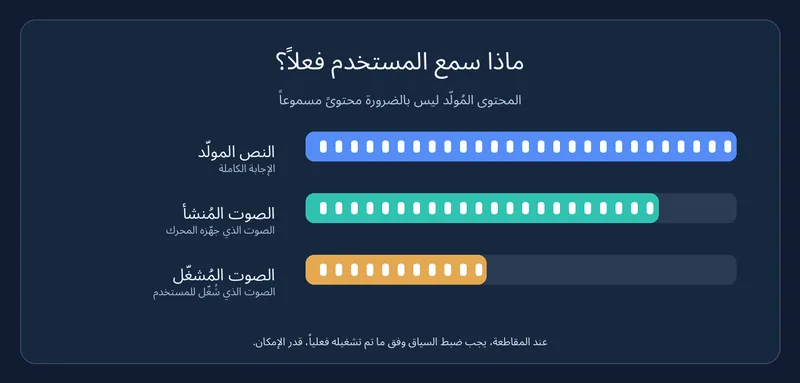 ماذا سمع المستخدم فعلاً؟
المحتوى المُولّد ليس بالضرورة محتوىً مسموعاً
النص المولّد
الإجابة الكاملة
الصوت المُنشأ
الصوت الذي جهّزه المحرك
الصوت المُشغّل
الصوت الذي شُغّل للمستخدم
عند المقاطعة، يجب ضبط السياق وفق ما تم تشغيله فعلياً، قدر الإمكان.